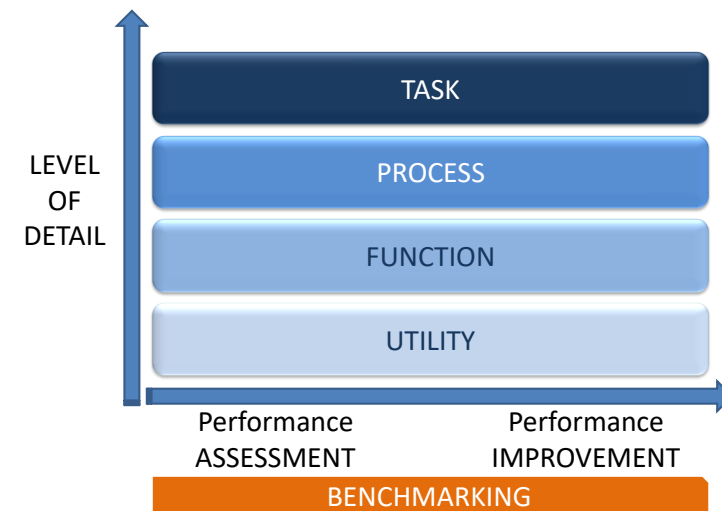 TASK
PROCESS
FUNCTION
UTILITY
LEVEL
OF
DETAIL
Performance
ASSESSMENT
Performance
IMPROVEMENT
BENCHMARKING